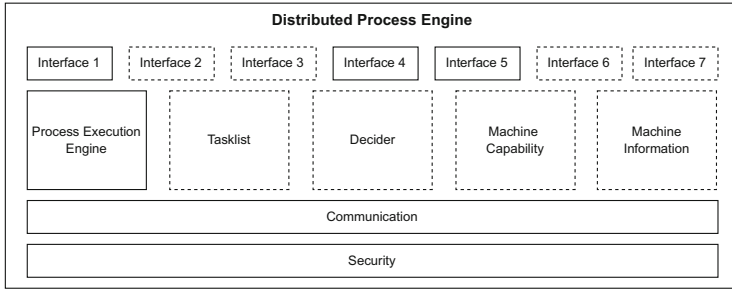 Distributed Process Engine
Interface 1
Interface 2
Interface 3
Interface 4
Interface 5
Interface 6
Interface 7
Process Execution
Engine
Tasklist
Decider
Machine
Capability
Machine
Information
Communication
Security